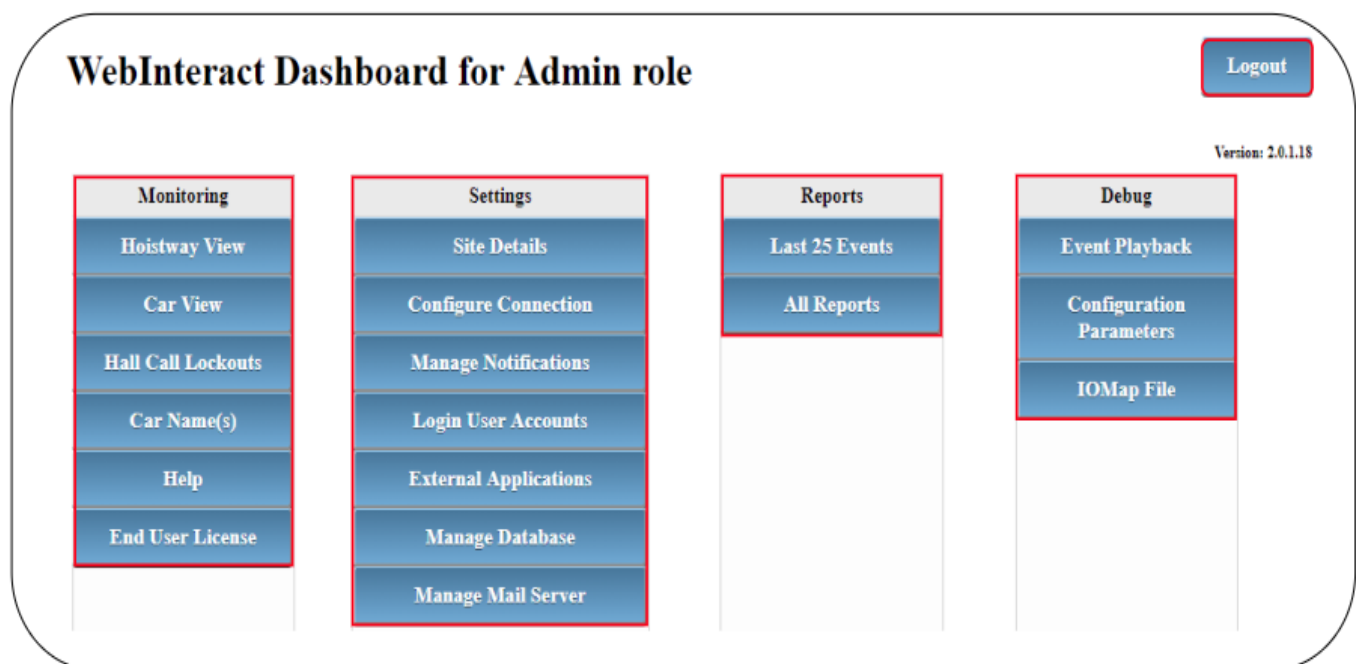 WebInteract Dashboard for Admin role
Logout
Version: 2.0.1.18
Monitoring
Hoistway View
Car View
Hall Call Lockouts
Car Name(s)
Help
End User License
Settings
Site Details
Configure Connection
Manage Notifications
Login User Accounts
External Applications
Manage Database
Manage Mail Server
Reports
Last 25 Events
All Reports
Debug
Event Playback
Configuration
Parameters
IOMap File